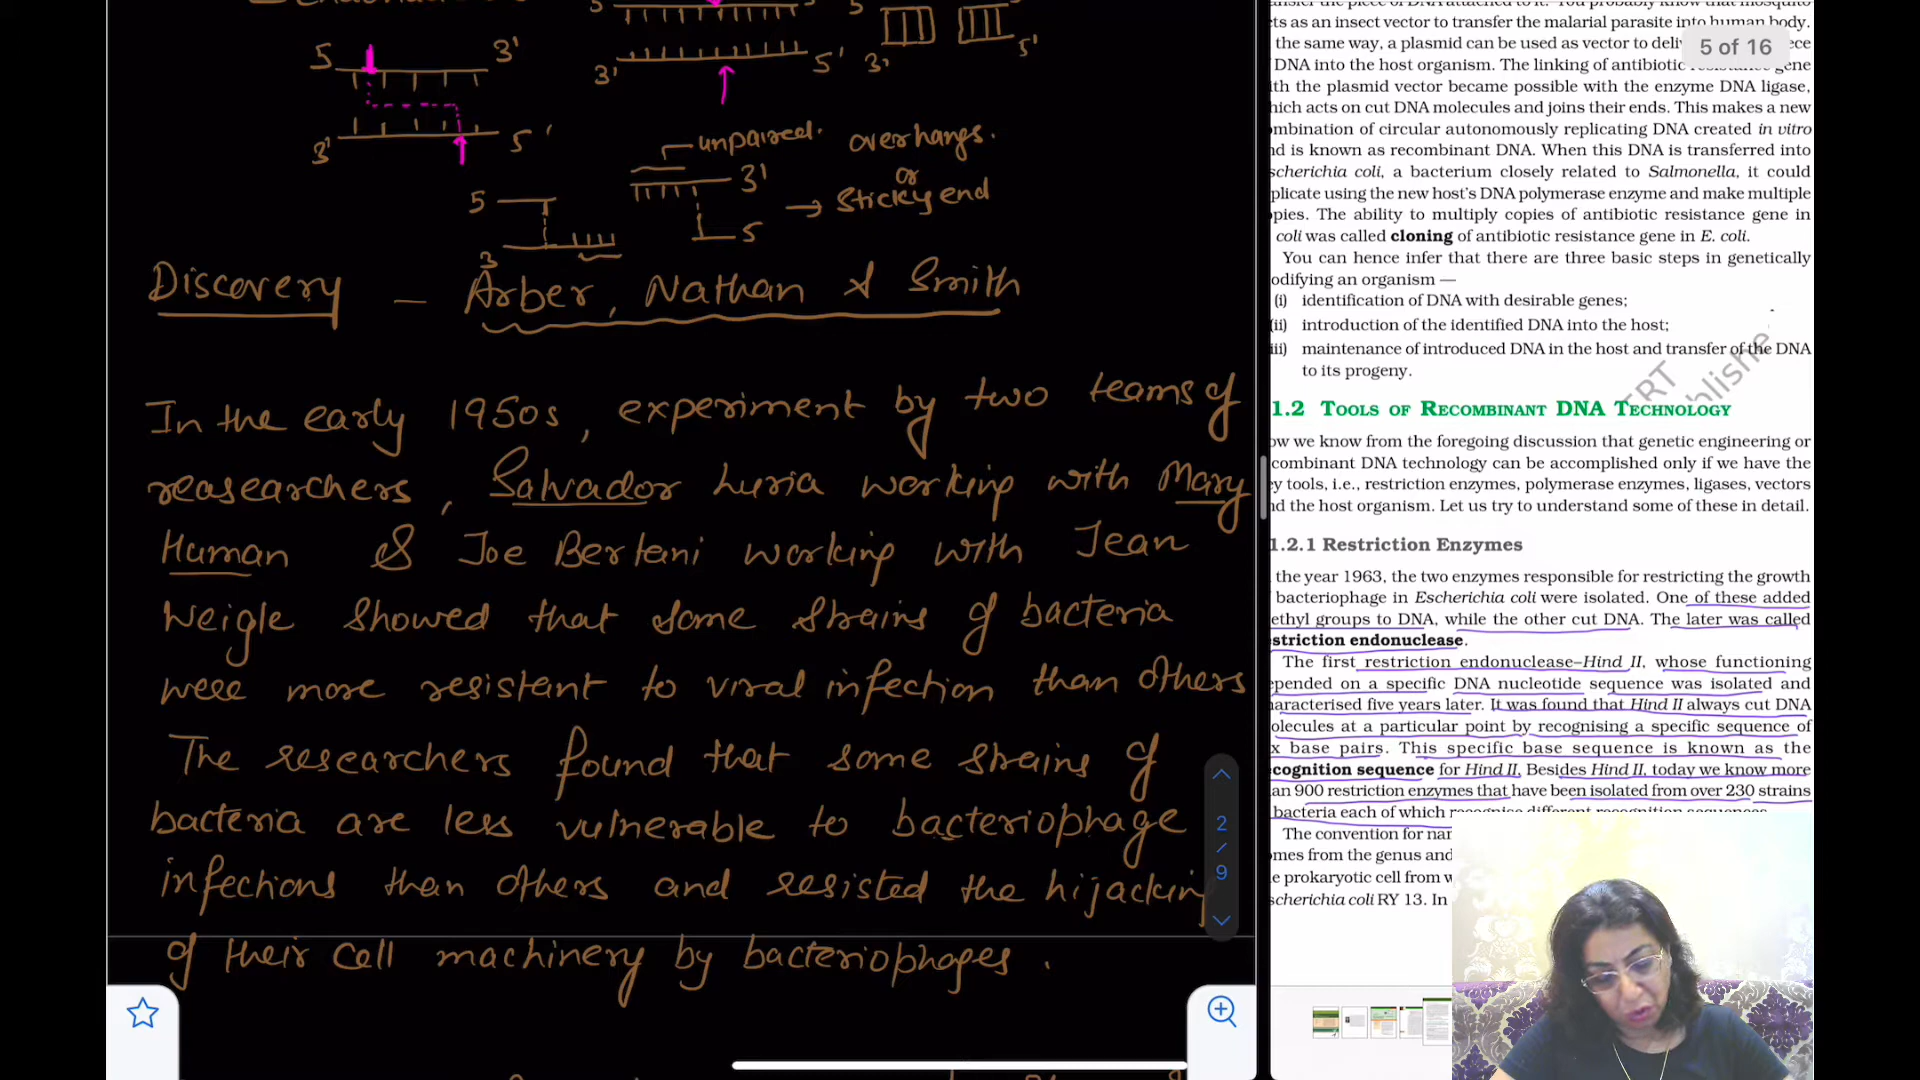 5 3'
3' 5'
5 3' 5' 3' 5'
unpaired. overhangs.
or
3' → Sticky end
5
5
3
Discovery - Arber, Nathan & Smith
In the early 1950s, experiment by two teams of
reasearchers, Salvador Luria working with Mary
Human & Joe Bertani working with Jean
Weigle showed that some strains of bacteria
were more resistant to viral infection than others
The researchers found that some strains of
bacteria are less vulnerable to bacteriophage
infections than others and resisted the hijacking
of their cell machinery by bacteriophages.
2
/
9
5 of 16
ts as an insect vector to transfer the malarial parasite into human body.
the same way, a plasmid can be used as vector to deli ece
DNA into the host organism. The linking of antibiotic resistance gene
th the plasmid vector became possible with the enzyme DNA ligase,
hich acts on cut DNA molecules and joins their ends. This makes a new
mbination of circular autonomously replicating DNA created in vitro
d is known as recombinant DNA. When this DNA is transferred into
scherichia coli, a bacterium closely related to Salmonella, it could
plicate using the new host's DNA polymerase enzyme and make multiple
pies. The ability to multiply copies of antibiotic resistance gene in
coli was called cloning of antibiotic resistance gene in E. coli.
You can hence infer that there are three basic steps in genetically
odifying an organism —
(i) identification of DNA with desirable genes;
(ii) introduction of the identified DNA into the host;
iii) maintenance of introduced DNA in the host and transfer of the DNA
to its progeny.
1.2 TOOLS OF RECOMBINANT DNA TECHNOLOGY
ow we know from the foregoing discussion that genetic engineering or
combinant DNA technology can be accomplished only if we have the
y tools, i.e., restriction enzymes, polymerase enzymes, ligases, vectors
nd the host organism. Let us try to understand some of these in detail.
1.2.1 Restriction Enzymes
the year 1963, the two enzymes responsible for restricting the growth
bacteriophage in Escherichia coli were isolated. One of these added
ethyl groups to DNA, while the other cut DNA. The later was called
striction endonuclease.
The first restriction endonuclease–Hind II, whose functioning
epended on a specific DNA nucleotide sequence was isolated and
aracterised five years later. It was found that Hind II always cut DNA
olecules at a particular point by recognising a specific sequence of
x base pairs. This specific base sequence is known as the
cognition sequence for Hind II. Besides Hind II, today we know more
an 900 restriction enzymes that have been isolated from over 230 strains
bacteria each of which recognise different recognition sequences.
The convention for nar
mes from the genus and
e prokaryotic cell from w
scherichia coli RY 13. In